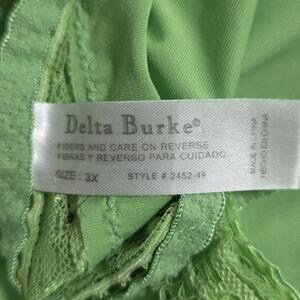 Delta Burke®
FIBERS AND CARE ON REVERSE
FIBRAS Y REVERSO PARA CUIDADO
SIZE: 3X STYLE # 2452-49
MADE IN CHINA
HECHO EN CHINA